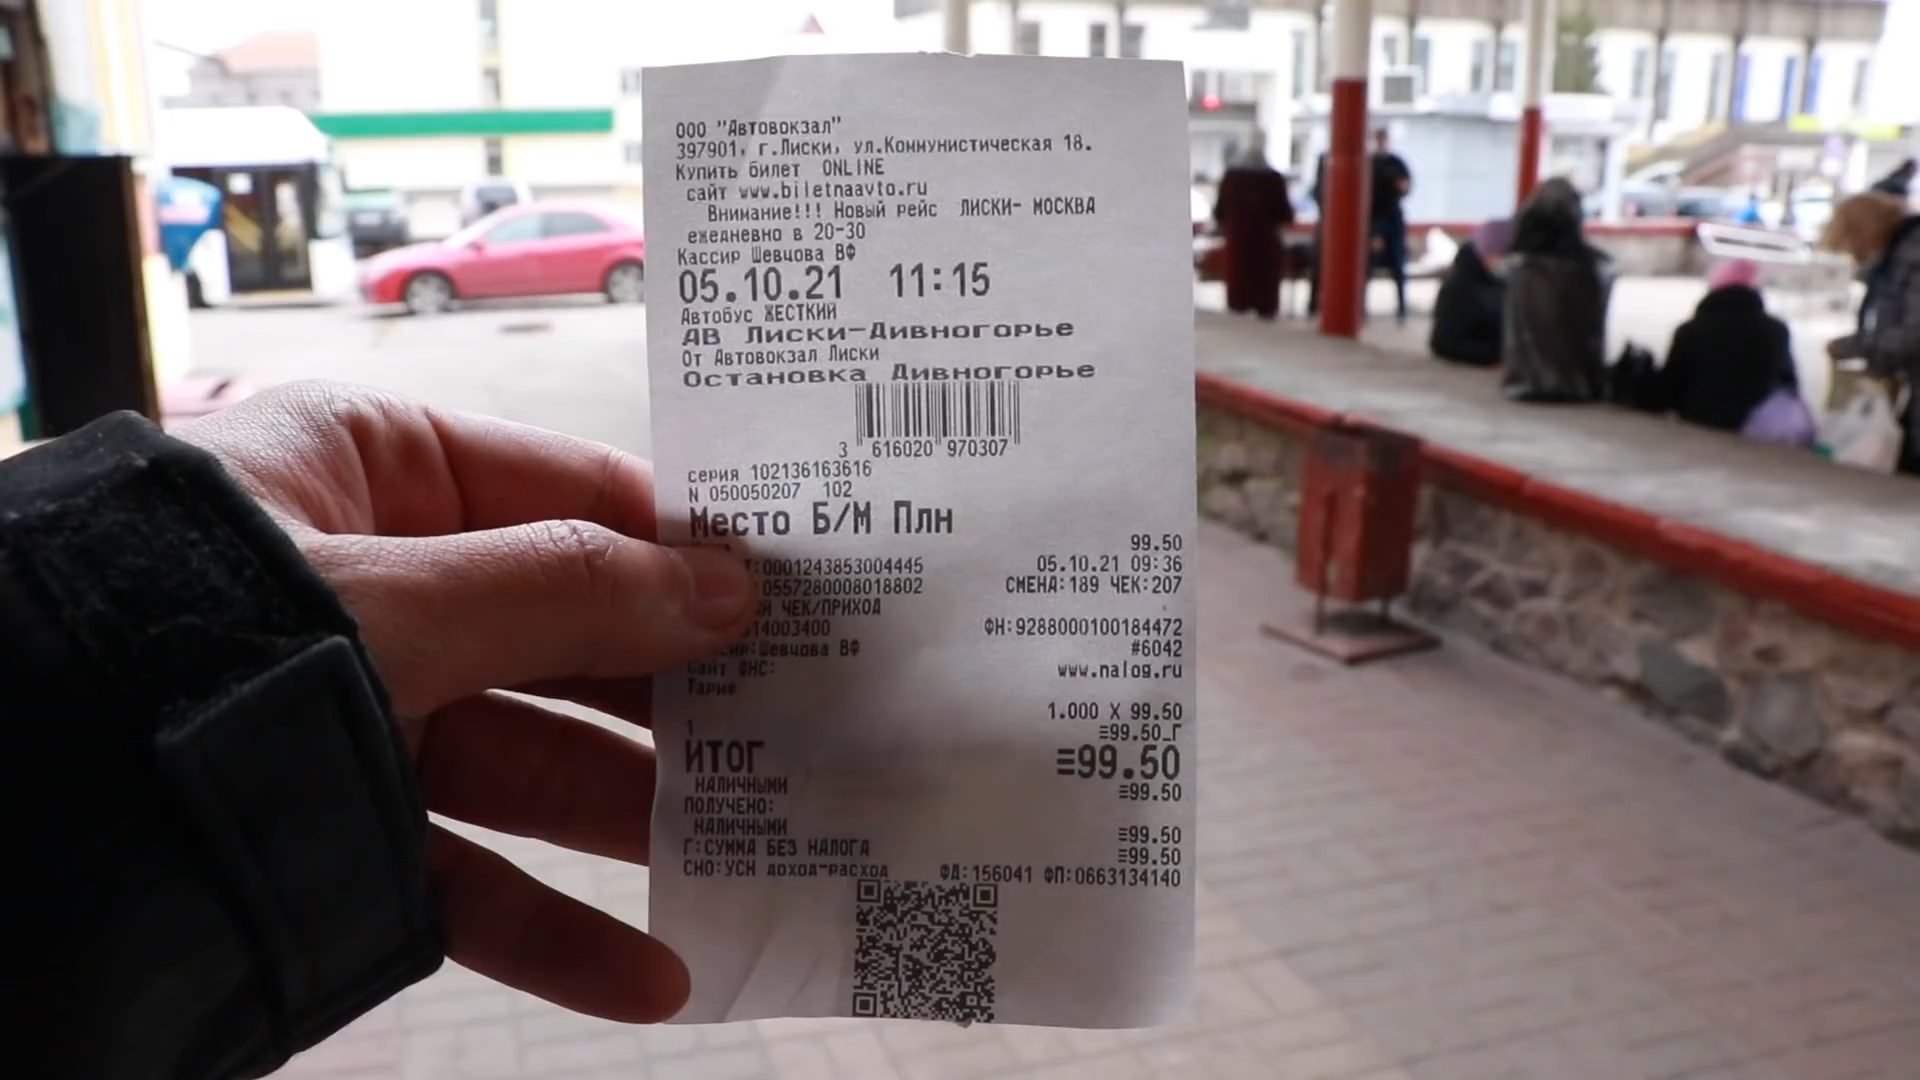 ООО "Автовокзал"
397901, г.Лиски, ул.Коммунистическая 18.
Купить билет ONLINE
сайт www.biletnaavto.ru
Внимание!!! Новый рейс ЛИСКИ- МОСКВА
ежедневно в 20-30
Кассир Шевцова ВФ
05.10.21 11:15
Автобус ЖЕСТКИЙ
АВ Лиски-Дивногорье
От Автовокзал Лиски
Остановка Дивногорье
3 616020 970307
серия 102136163616
N 050050207 102
Место Б/М Плн
99.50
:0001243853004445 05.10.21 09:36
:0557280008018802 СМЕНА:189 ЧЕК:207
ЧЕК/ПРИХОД
14003400 ФН:9288000100184472
:Шевцова ВФ #6042
Сайт ФНС: www.nalog.ru
Тариф
1.000 X 99.50
1 ≡99.50_Г
ИТОГ ≡99.50
НАЛИЧНЫМИ ≡99.50
ПОЛУЧЕНО:
НАЛИЧНЫМИ ≡99.50
Г:СУММА БЕЗ НАЛОГА ≡99.50
СНО:УСН доход-расход ФД:156041 ФП:0663134140